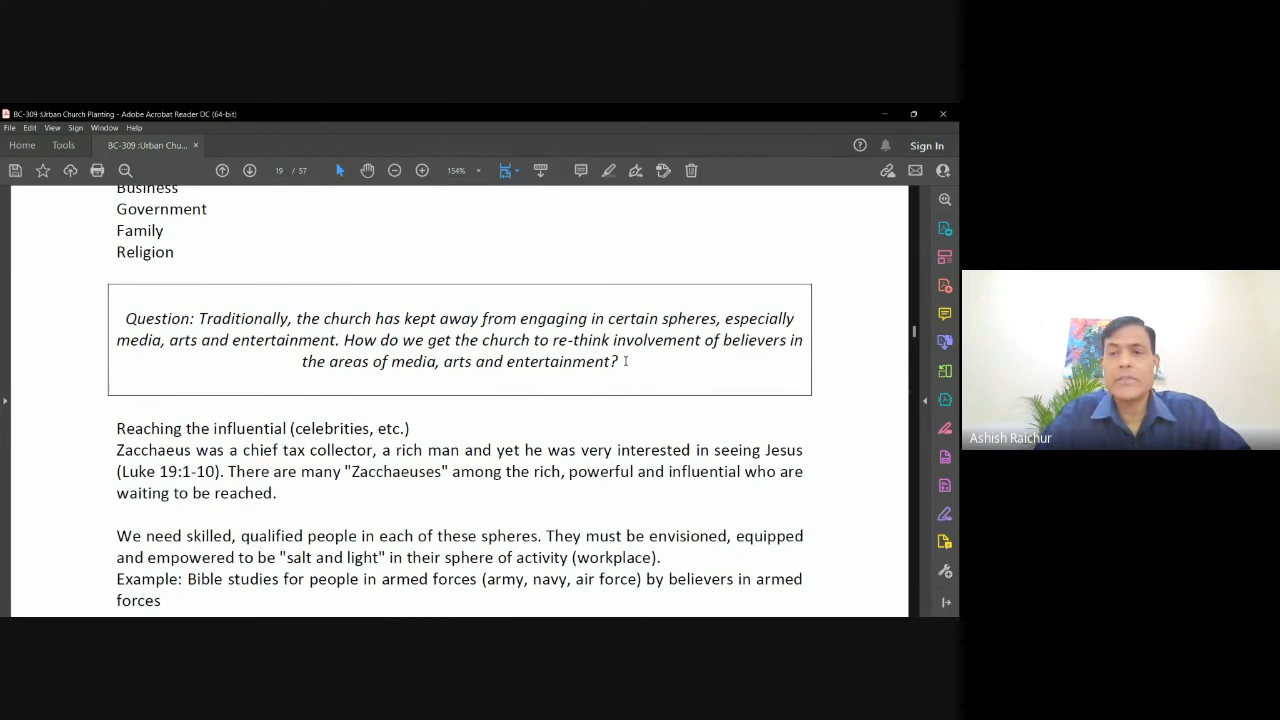 BC-309 :Urban Church Planting - Adobe Acrobat Reader DC (64-bit)
File Edit View Sign Window Help
Home Tools BC-309 :Urban Chu... × Sign In
19 / 57 154%
Business
Government
Family
Religion
Question: Traditionally, the church has kept away from engaging in certain spheres, especially
media, arts and entertainment. How do we get the church to re-think involvement of believers in
the areas of media, arts and entertainment?
Reaching the influential (celebrities, etc.)
Zacchaeus was a chief tax collector, a rich man and yet he was very interested in seeing Jesus
(Luke 19:1-10). There are many "Zacchaeuses" among the rich, powerful and influential who are
waiting to be reached.
We need skilled, qualified people in each of these spheres. They must be envisioned, equipped
and empowered to be "salt and light" in their sphere of activity (workplace).
Example: Bible studies for people in armed forces (army, navy, air force) by believers in armed
forces
Ashish Raichur